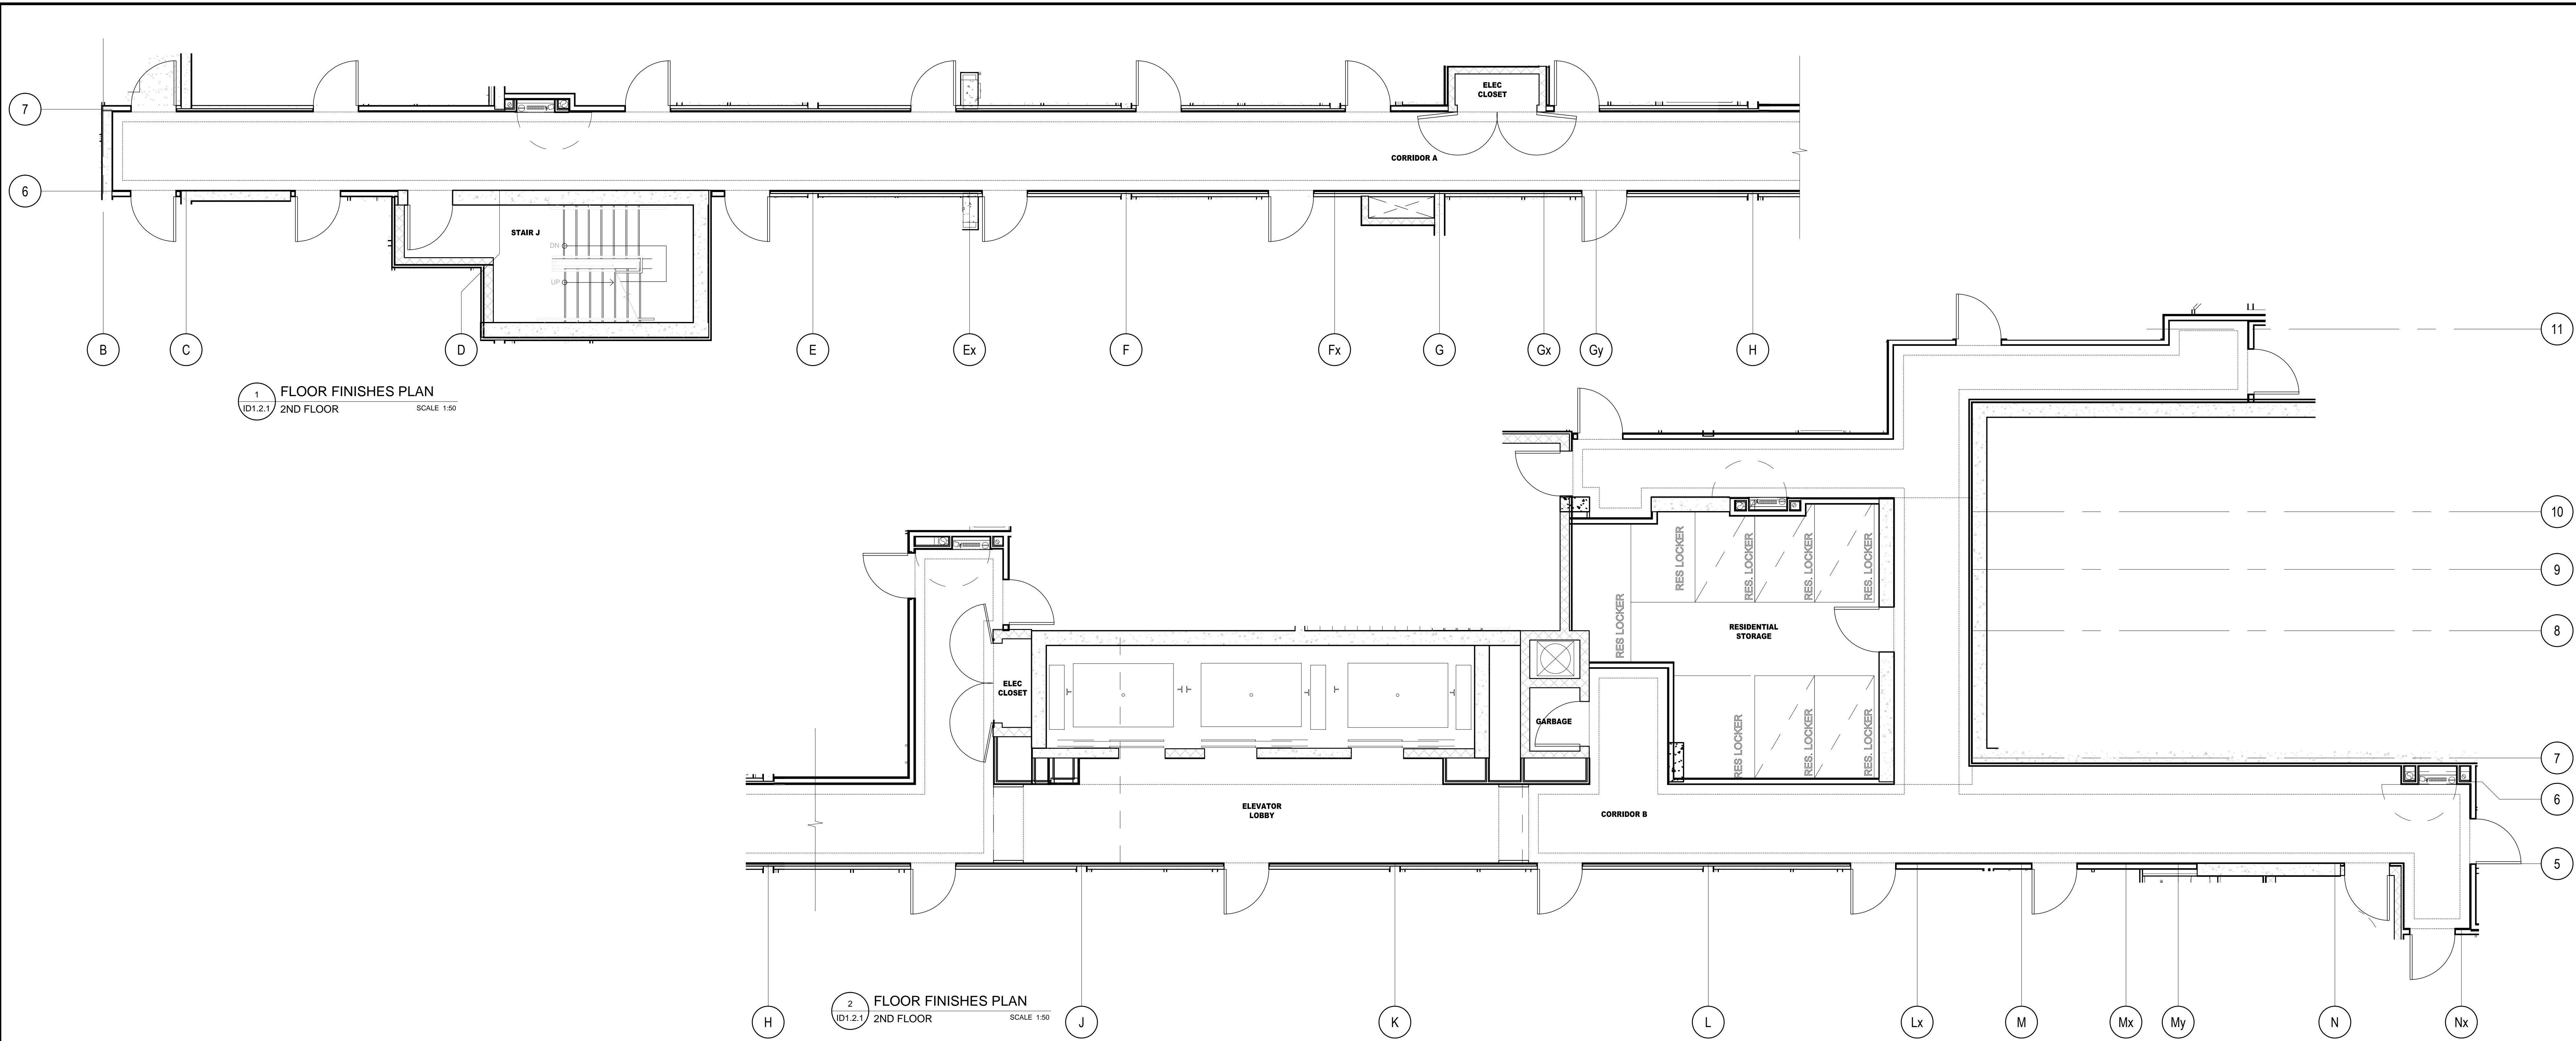 7
ELEC
CLOSET
CORRIDOR A
6
STAIR J
DN
UP
B
C
D
E
Ex
F
Fx
G
Gx
Gy
H
1
ID1.2.1
FLOOR FINISHES PLAN
2ND FLOOR
SCALE 1:50
11
10
9
8
7
6
5
RES LOCKER
RES. LOCKER
RES. LOCKER
RES. LOCKER
RES LOCKER
RESIDENTIAL
STORAGE
ELEC
CLOSET
GARBAGE
RES LOCKER
RES. LOCKER
RES. LOCKER
ELEVATOR
LOBBY
CORRIDOR B
2
ID1.2.1
FLOOR FINISHES PLAN
2ND FLOOR
SCALE 1:50
H
J
K
L
Lx
M
Mx
My
N
Nx